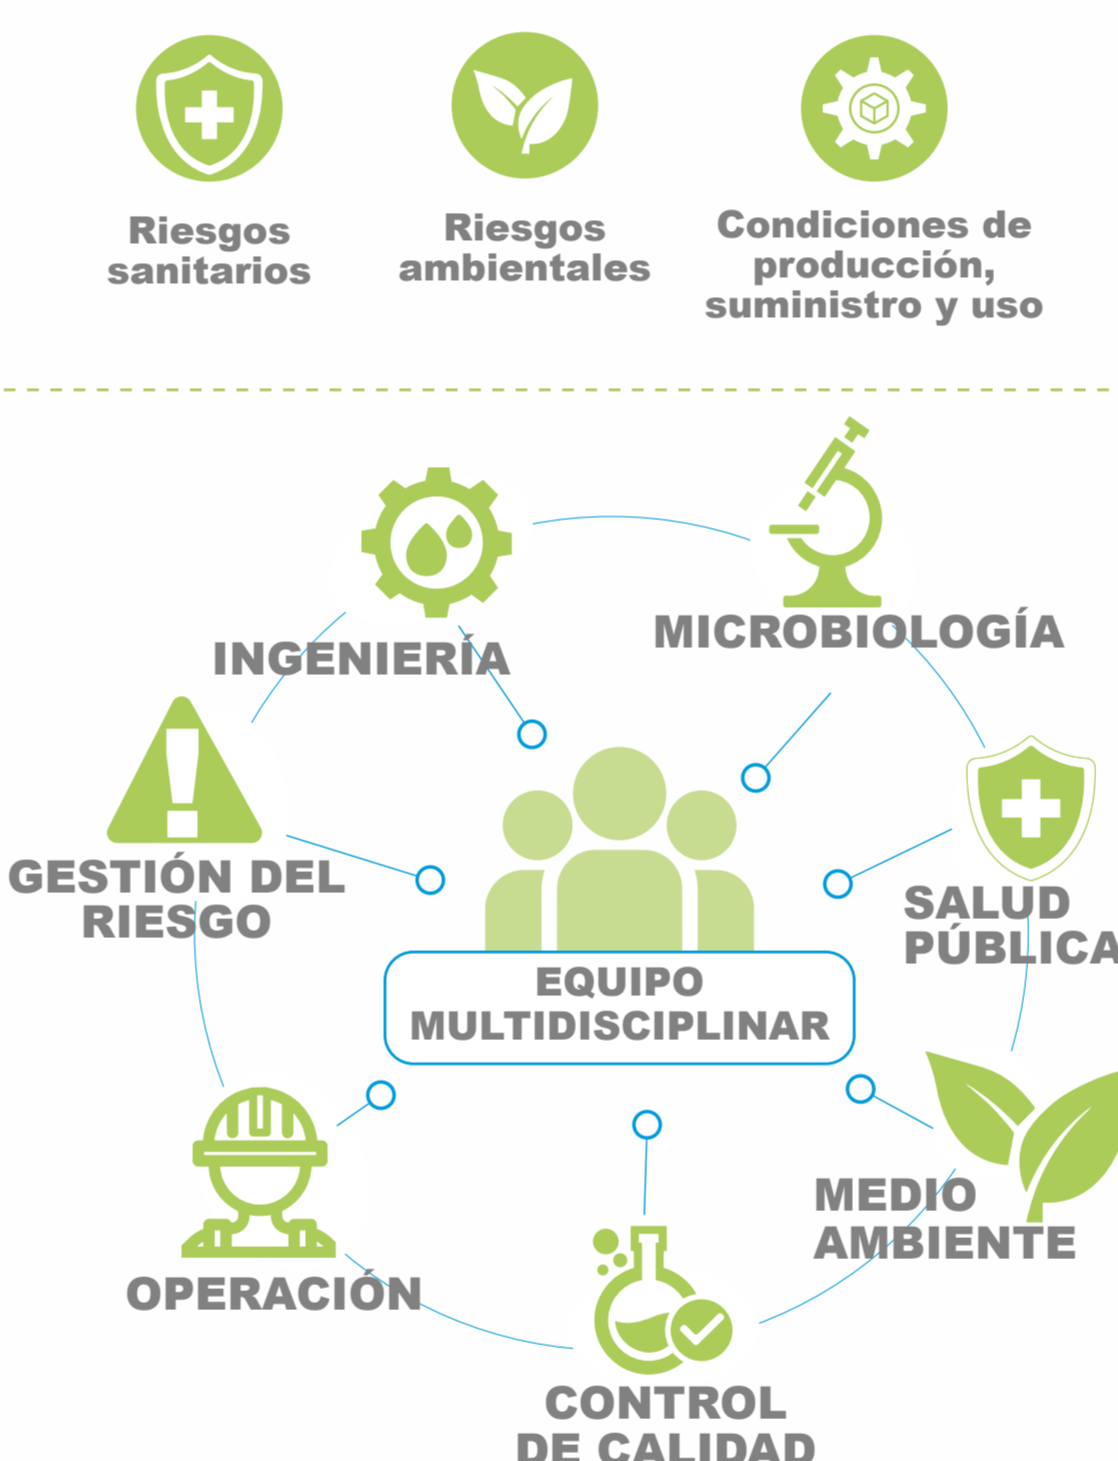 Riesgos
sanitarios
Riesgos
ambientales
Condiciones de
producción,
suministro y uso
INGENIERÍA
MICROBIOLOGÍA
GESTIÓN DEL
RIESGO
SALUD
PÚBLICA
EQUIPO
MULTIDISCIPLINAR
MEDIO
AMBIENTE
OPERACIÓN
CONTROL
DE CALIDAD